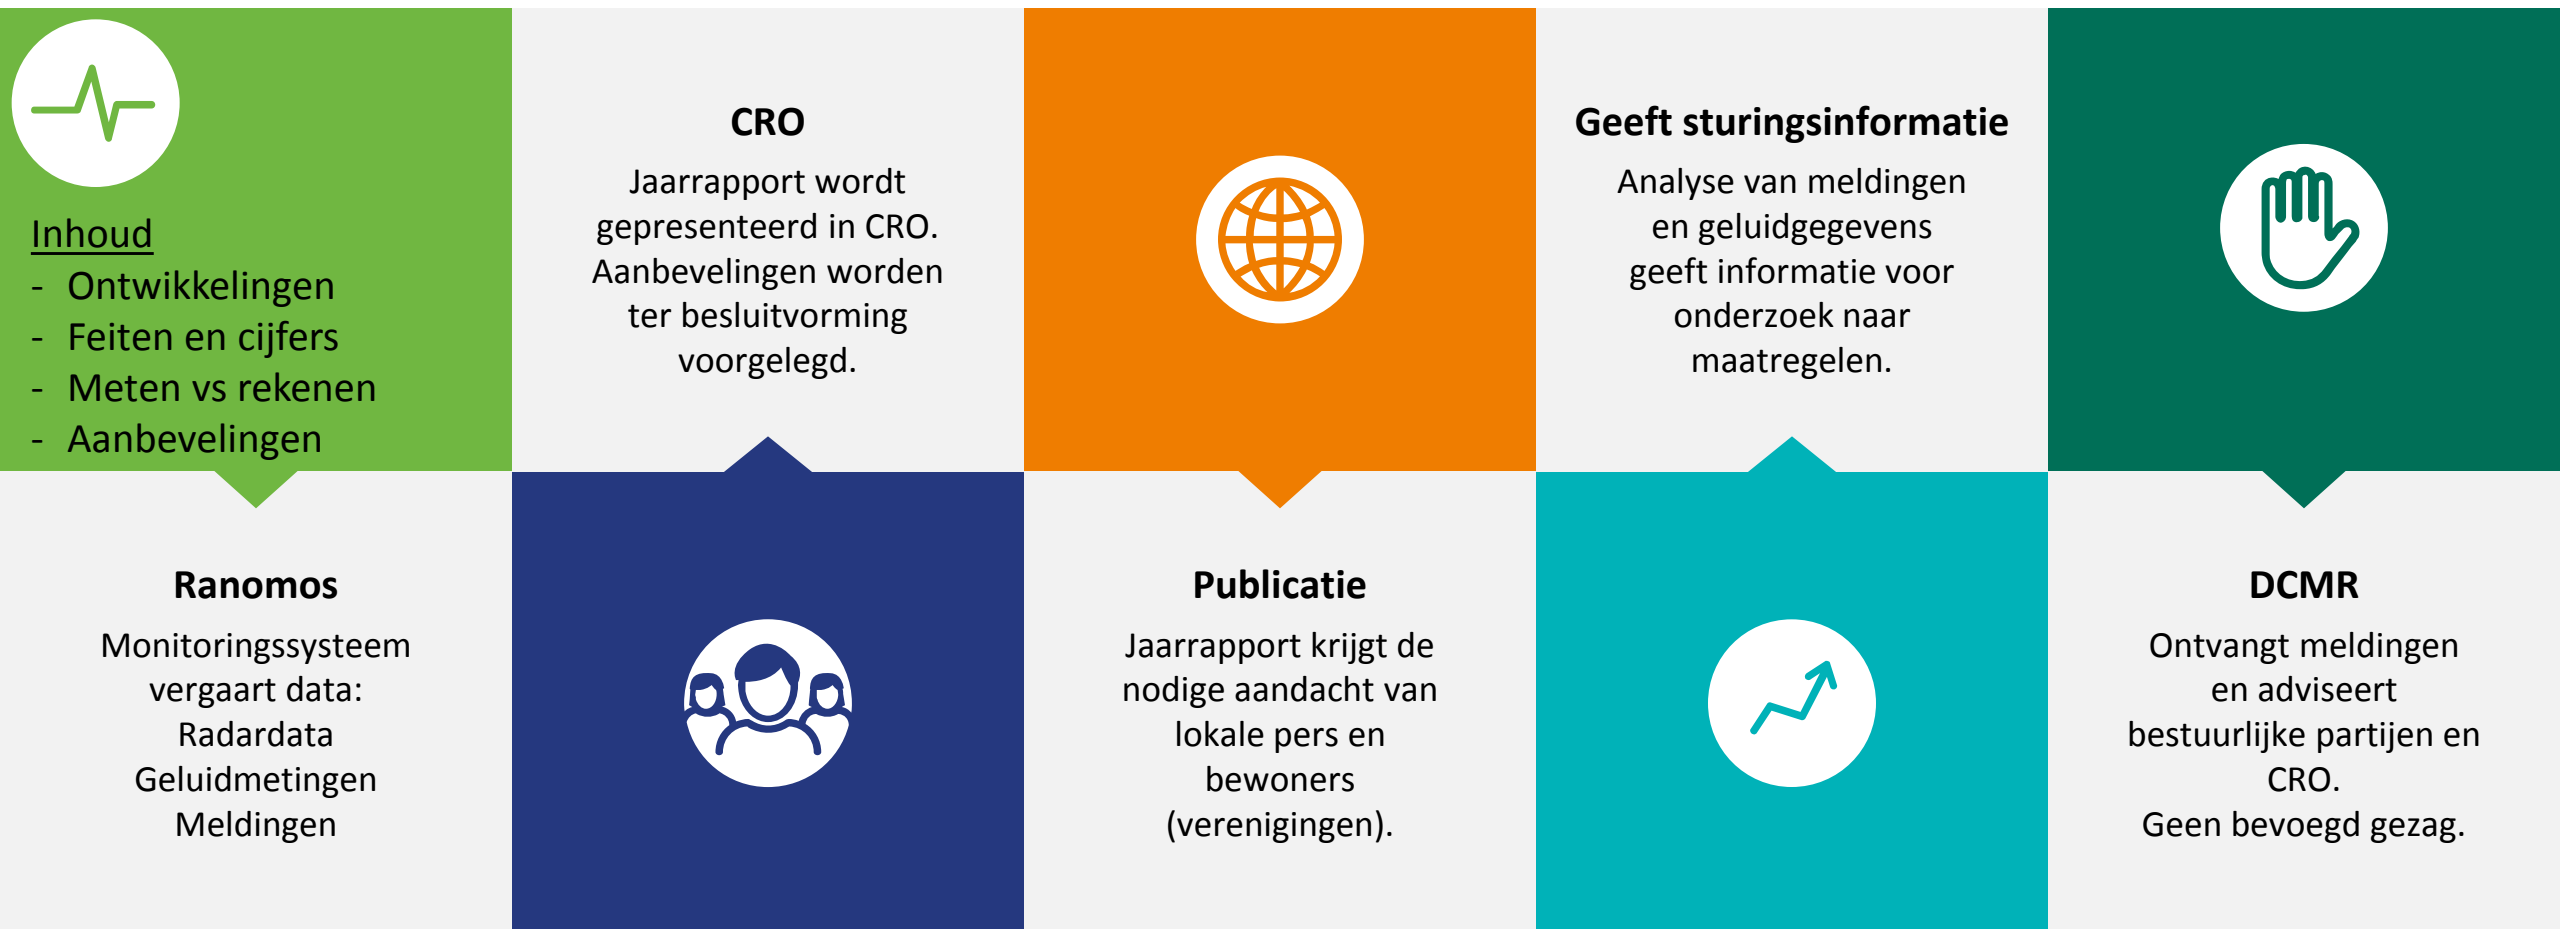 Inhoud
- Ontwikkelingen
- Feiten en cijfers
- Meten vs rekenen
- Aanbevelingen
Ranomos
Monitoringssysteem
vergaart data:
Radardata
Geluidmetingen
Meldingen
CRO
Jaarrapport wordt
gepresenteerd in CRO.
Aanbevelingen worden
ter besluitvorming
voorgelegd.
Publicatie
Jaarrapport krijgt de
nodige aandacht van
lokale pers en
bewoners
(verenigingen).
Geeft sturingsinformatie
Analyse van meldingen
en geluidgegevens
geeft informatie voor
onderzoek naar
maatregelen.
DCMR
Ontvangt meldingen
en adviseert
bestuurlijke partijen en
CRO.
Geen bevoegd gezag.